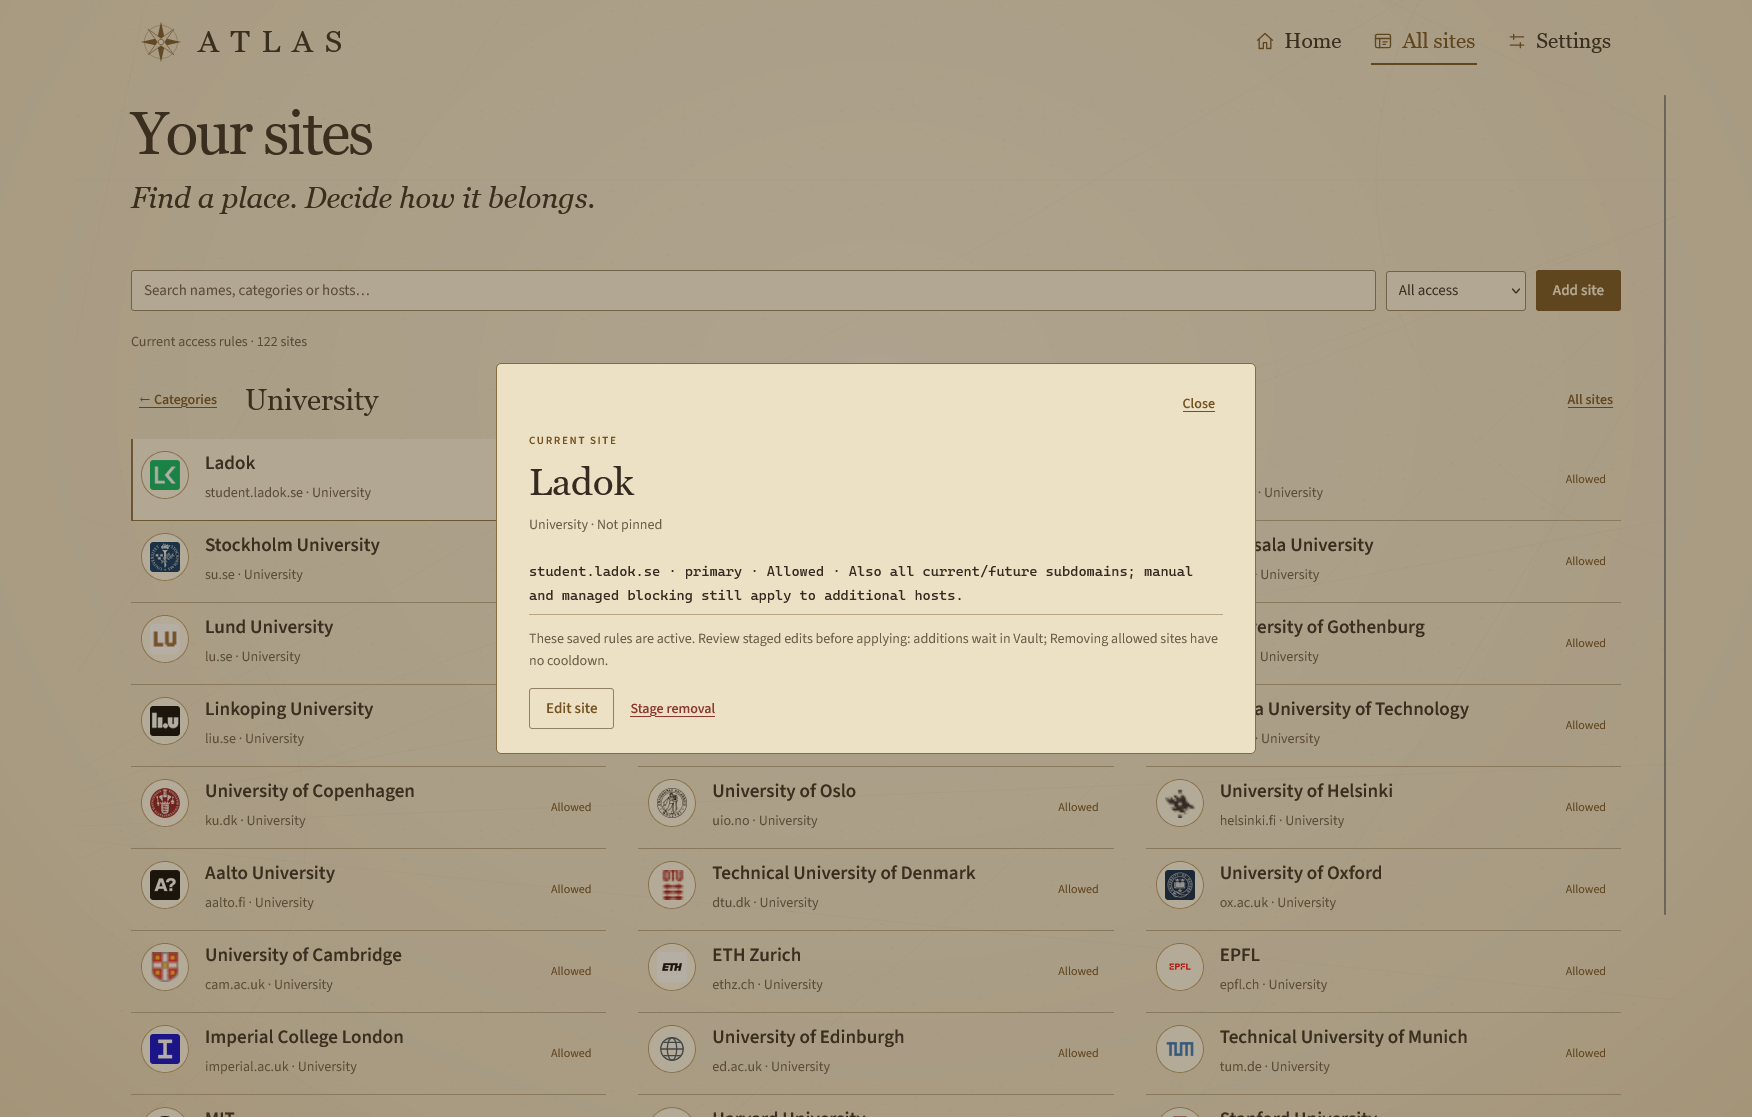 ATLAS
Home
All sites
Settings
Your sites
Find a place. Decide how it belongs.
Search names, categories or hosts…
All access
Add site
Current access rules · 122 sites
← Categories
University
All sites
Close
CURRENT SITE
Ladok
University · Not pinned
student.ladok.se · primary · Allowed · Also all current/future subdomains; manual
and managed blocking still apply to additional hosts.
These saved rules are active. Review staged edits before applying: additions wait in Vault; Removing allowed sites have
no cooldown.
Edit site
Stage removal
LK
Ladok
student.ladok.se · University
· University
Allowed
Stockholm University
su.se · University
University
· University
Allowed
LU
Lund University
lu.se · University
of Gothenburg
University
Allowed
li.u
Linkoping University
liu.se · University
University of Technology
· University
Allowed
University of Copenhagen
ku.dk · University
Allowed
University of Oslo
uio.no · University
Allowed
University of Helsinki
helsinki.fi · University
Allowed
A?
Aalto University
aalto.fi · University
Allowed
DTU
Technical University of Denmark
dtu.dk · University
Allowed
University of Oxford
ox.ac.uk · University
Allowed
University of Cambridge
cam.ac.uk · University
Allowed
ETH
ETH Zurich
ethz.ch · University
Allowed
EPFL
EPFL
epfl.ch · University
Allowed
I
Imperial College London
imperial.ac.uk · University
Allowed
University of Edinburgh
ed.ac.uk · University
Allowed
TUM
Technical University of Munich
tum.de · University
Allowed